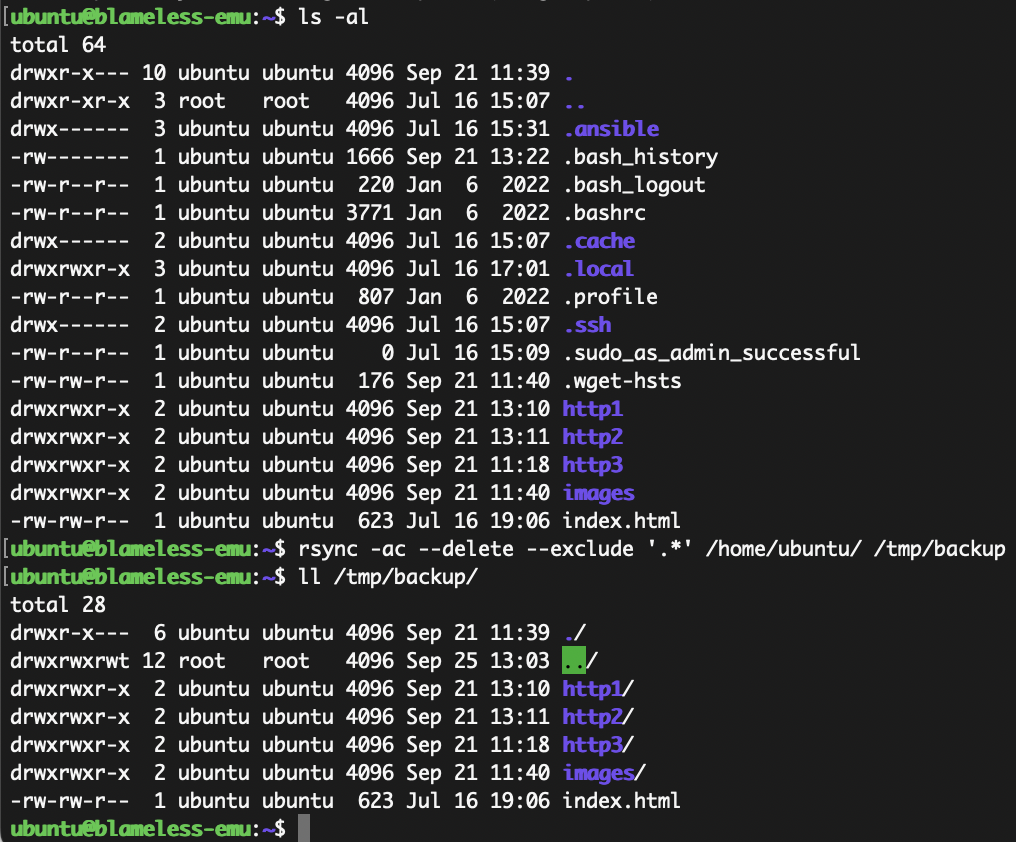 [ubuntu@blameless-emu:~$ ls -al
total 64
drwxr-x--- 10 ubuntu ubuntu 4096 Sep 21 11:39 .
drwxr-xr-x  3 root   root   4096 Jul 16 15:07 ..
drwx------  3 ubuntu ubuntu 4096 Jul 16 15:31 .ansible
-rw-------  1 ubuntu ubuntu 1666 Sep 21 13:22 .bash_history
-rw-r--r--  1 ubuntu ubuntu  220 Jan  6  2022 .bash_logout
-rw-r--r--  1 ubuntu ubuntu 3771 Jan  6  2022 .bashrc
drwx------  2 ubuntu ubuntu 4096 Jul 16 15:07 .cache
drwxrwxr-x  3 ubuntu ubuntu 4096 Jul 16 17:01 .local
-rw-r--r--  1 ubuntu ubuntu  807 Jan  6  2022 .profile
drwx------  2 ubuntu ubuntu 4096 Jul 16 15:07 .ssh
-rw-r--r--  1 ubuntu ubuntu    0 Jul 16 15:09 .sudo_as_admin_successful
-rw-rw-r--  1 ubuntu ubuntu  176 Sep 21 11:40 .wget-hsts
drwxrwxr-x  2 ubuntu ubuntu 4096 Sep 21 13:10 http1
drwxrwxr-x  2 ubuntu ubuntu 4096 Sep 21 13:11 http2
drwxrwxr-x  2 ubuntu ubuntu 4096 Sep 21 11:18 http3
drwxrwxr-x  2 ubuntu ubuntu 4096 Sep 21 11:40 images
-rw-rw-r--  1 ubuntu ubuntu  623 Jul 16 19:06 index.html
[ubuntu@blameless-emu:~$ rsync -ac --delete --exclude '.*' /home/ubuntu/ /tmp/backup
[ubuntu@blameless-emu:~$ ll /tmp/backup/
total 28
drwxr-x---  6 ubuntu ubuntu 4096 Sep 21 11:39 ./
drwxrwxrwt 12 root   root   4096 Sep 25 13:03 ../
drwxrwxr-x  2 ubuntu ubuntu 4096 Sep 21 13:10 http1/
drwxrwxr-x  2 ubuntu ubuntu 4096 Sep 21 13:11 http2/
drwxrwxr-x  2 ubuntu ubuntu 4096 Sep 21 11:18 http3/
drwxrwxr-x  2 ubuntu ubuntu 4096 Sep 21 11:40 images/
-rw-rw-r--  1 ubuntu ubuntu  623 Jul 16 19:06 index.html
ubuntu@blameless-emu:~$